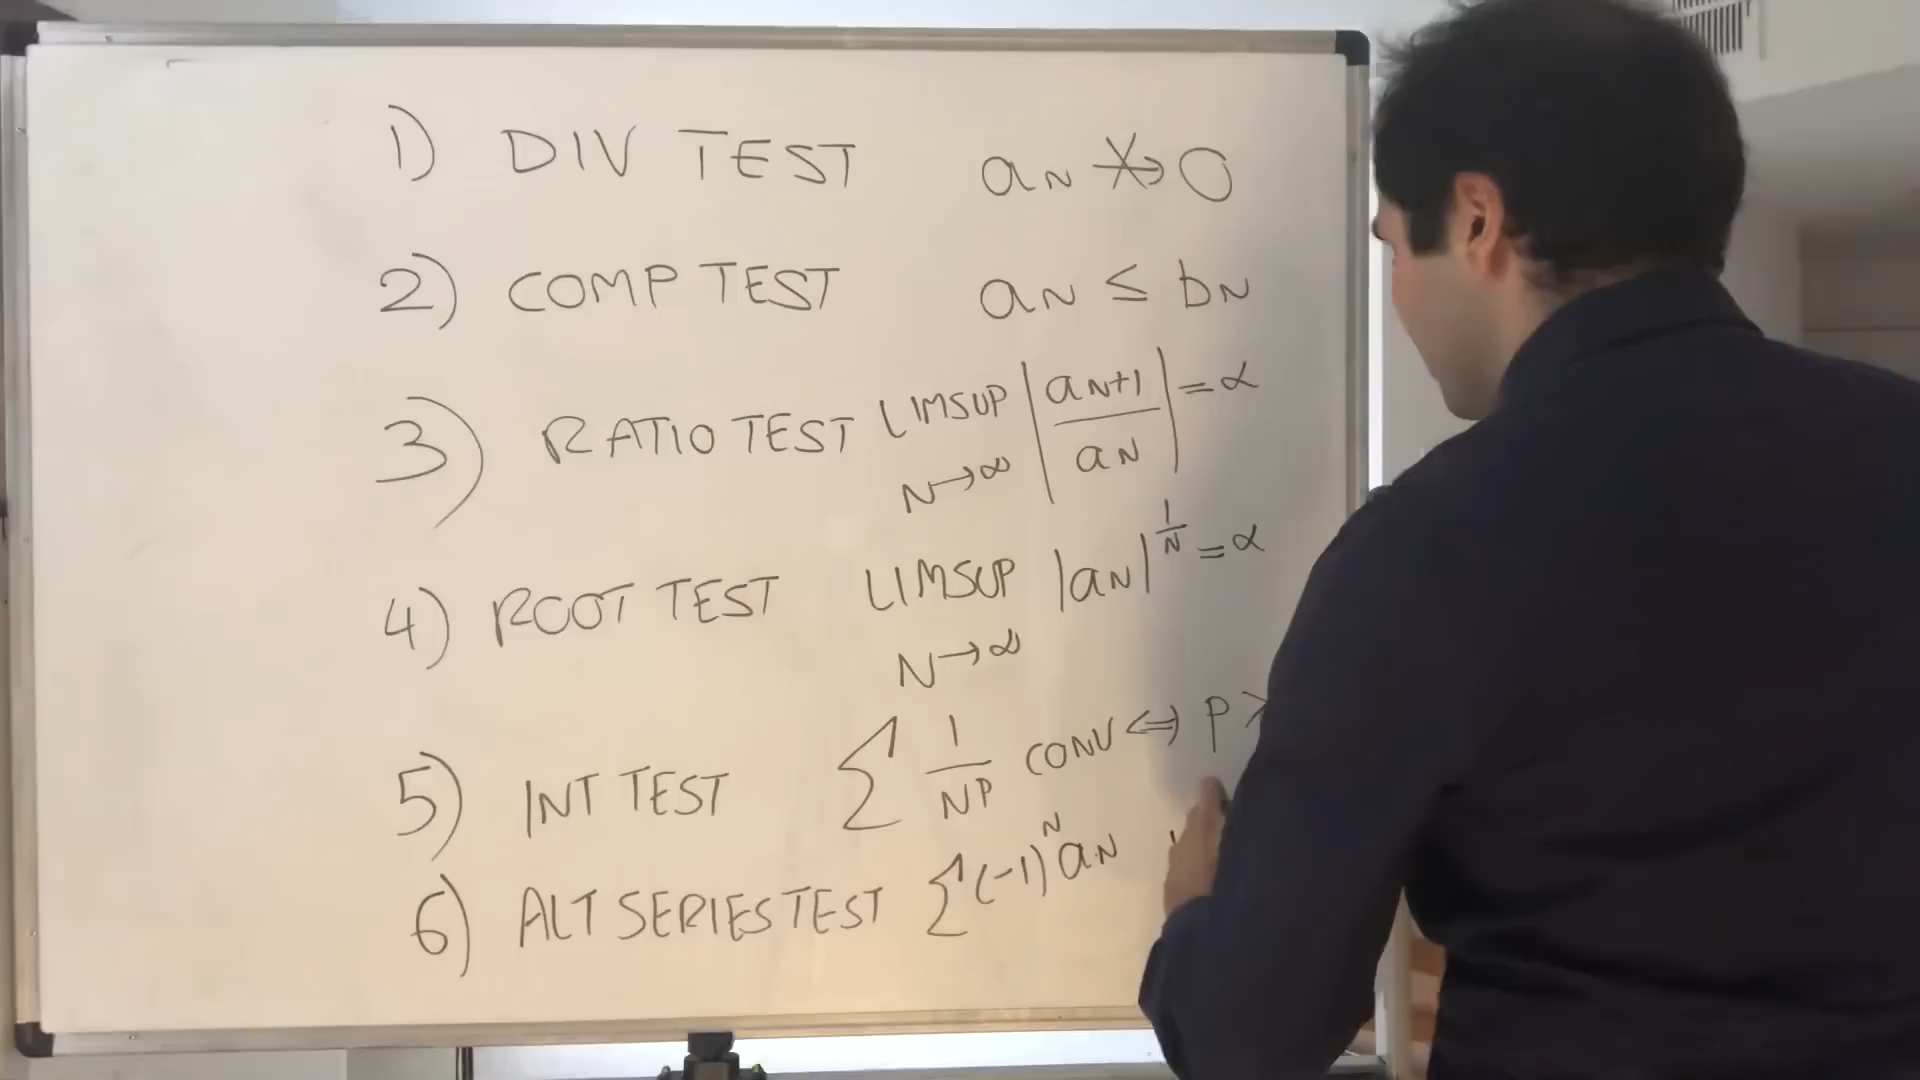 1) DIV TEST aN ↛ 0
2) COMP TEST aN ≤ bN
3) RATIO TEST LIMSUP N→∞ |aN+1 / aN| = α
4) ROOT TEST LIMSUP N→∞ |aN|^(1/N) = α
5) INT TEST Σ 1/N^P CONV ⇔ P >
6) ALT SERIES TEST Σ (-1)^N aN